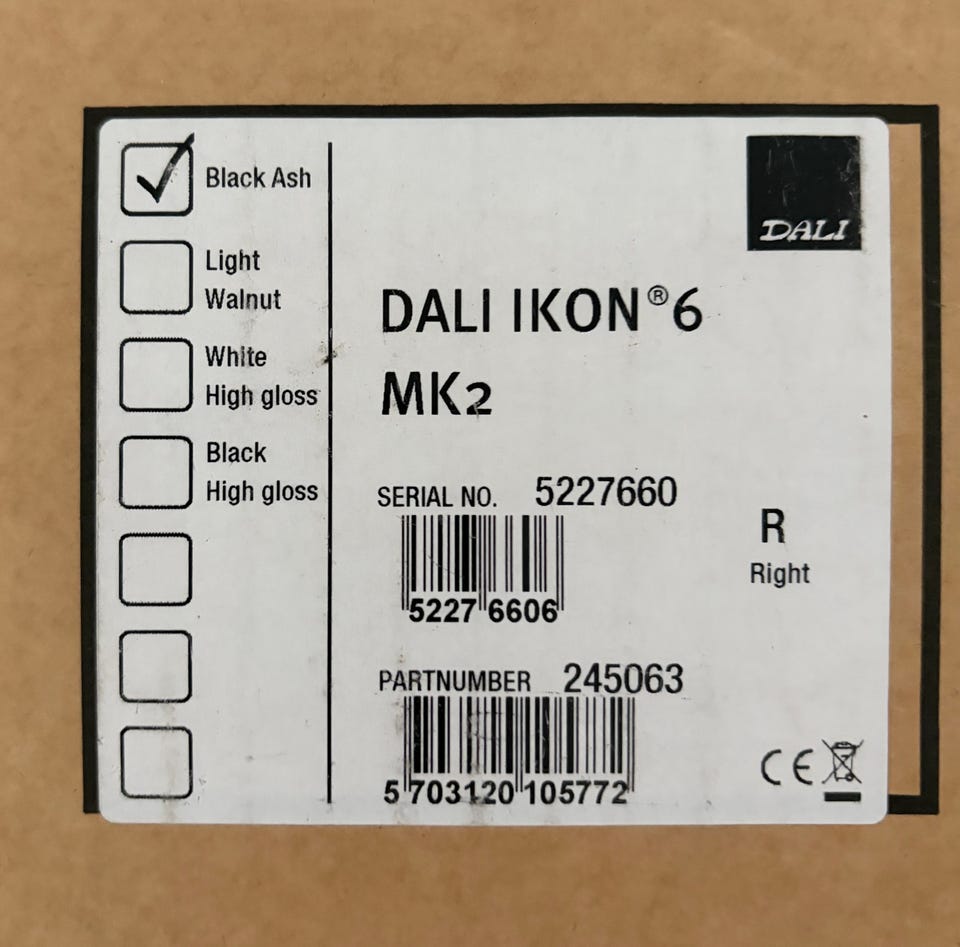 Black Ash
Light
Walnut
White
High gloss
Black
High gloss
DALI
DALI IKON®6
MK2
SERIAL NO. 5227660
5227 6606
R
Right
PARTNUMBER 245063
5 703120 105772
CE